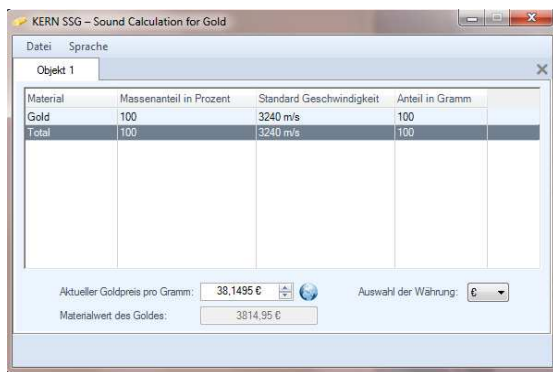 KERN SSG – Sound Calculation for Gold
Datei Sprache
Objekt 1
Material Massenanteil in Prozent Standard Geschwindigkeit Anteil in Gramm
Gold 100 3240 m/s 100
Total 100 3240 m/s 100
Aktueller Goldpreis pro Gramm: 38,1495 € Auswahl der Währung: €
Materialwert des Goldes: 3814,95 €